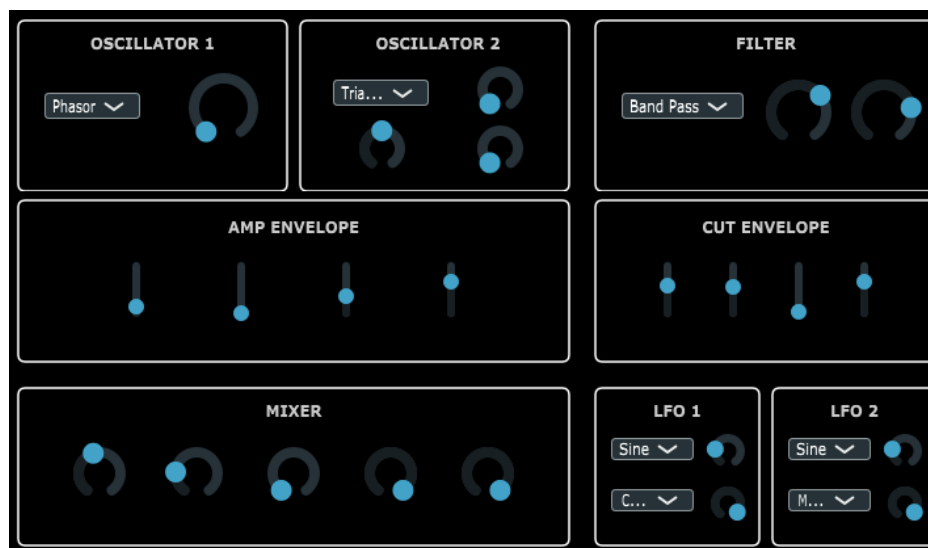 OSCILLATOR 1
Phasor
OSCILLATOR 2
Tria...
FILTER
Band Pass
AMP ENVELOPE
CUT ENVELOPE
MIXER
LFO 1
Sine
C...
LFO 2
Sine
M...